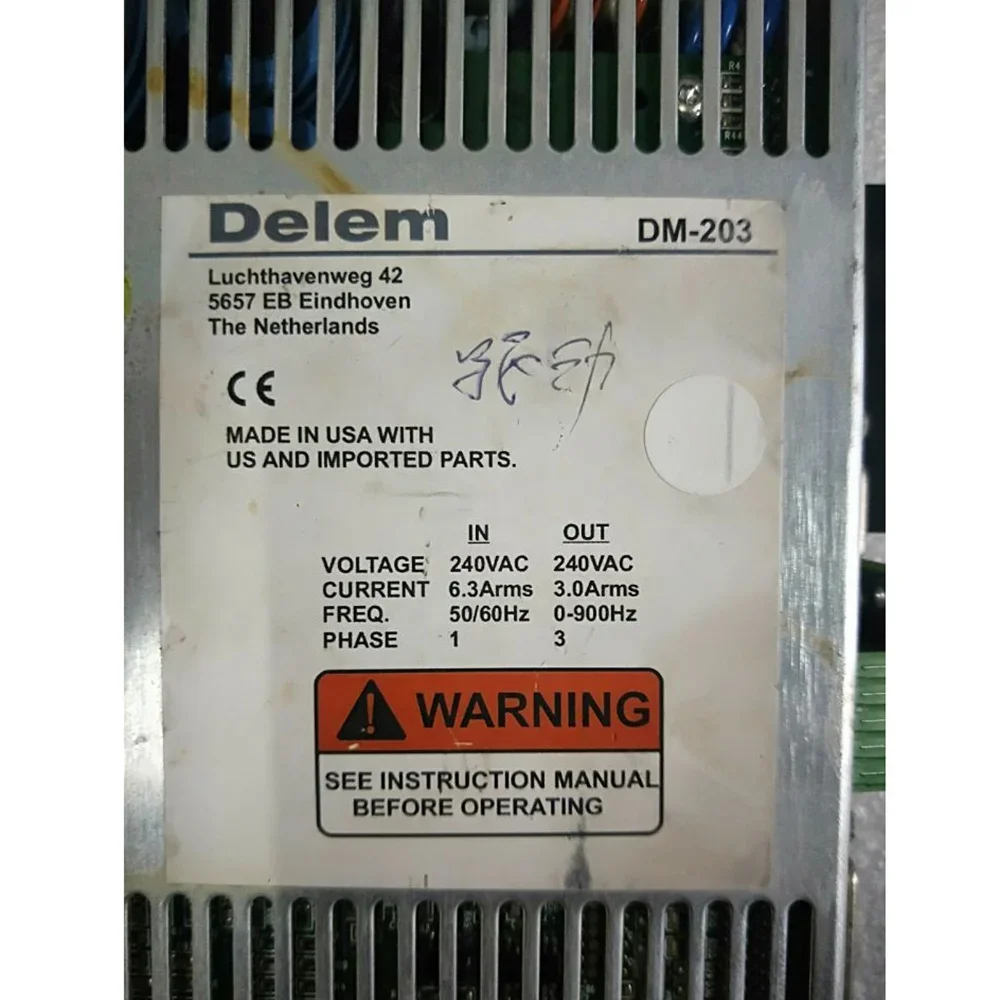 R4
R44
Delem
DM-203
Luchthavenweg 42
5657 EB Eindhoven
The Netherlands
CE
MADE IN USA WITH
US AND IMPORTED PARTS.
IN OUT
VOLTAGE 240VAC 240VAC
CURRENT 6.3Arms 3.0Arms
FREQ. 50/60Hz 0-900Hz
PHASE 1 3
WARNING
SEE INSTRUCTION MANUAL
BEFORE OPERATING